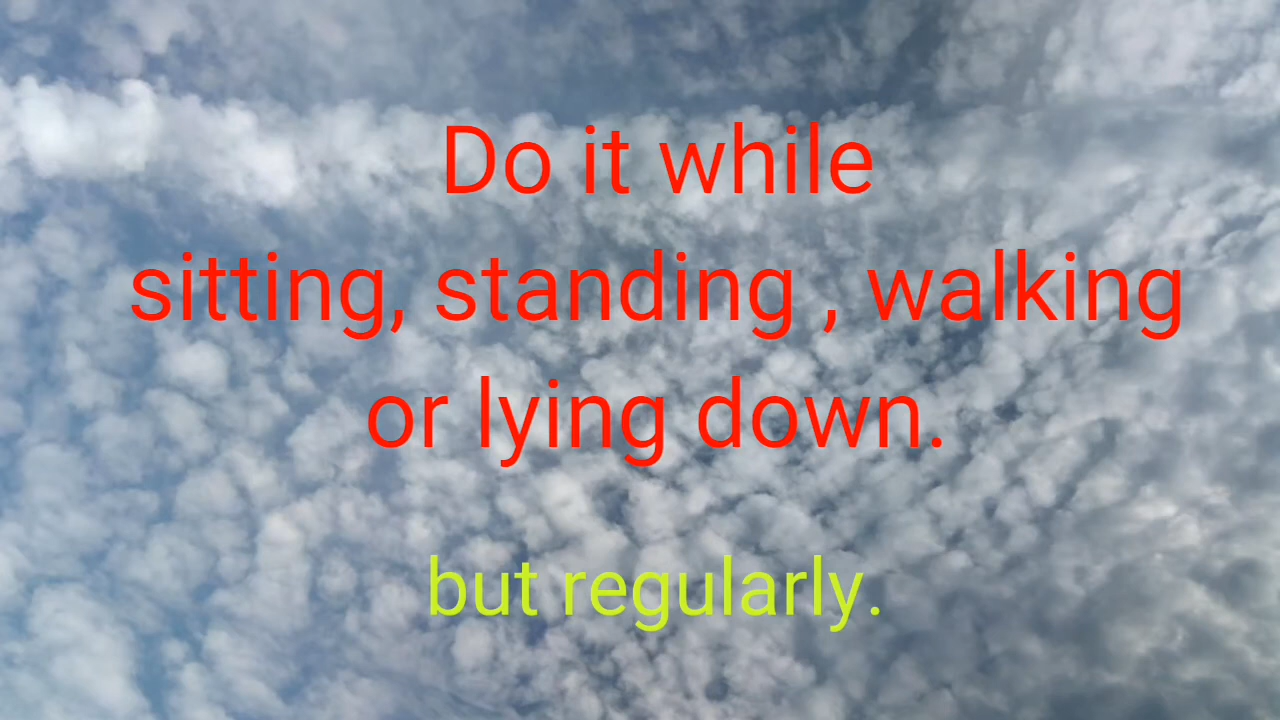 Do it while
sitting, standing , walking
or lying down.
but regularly.